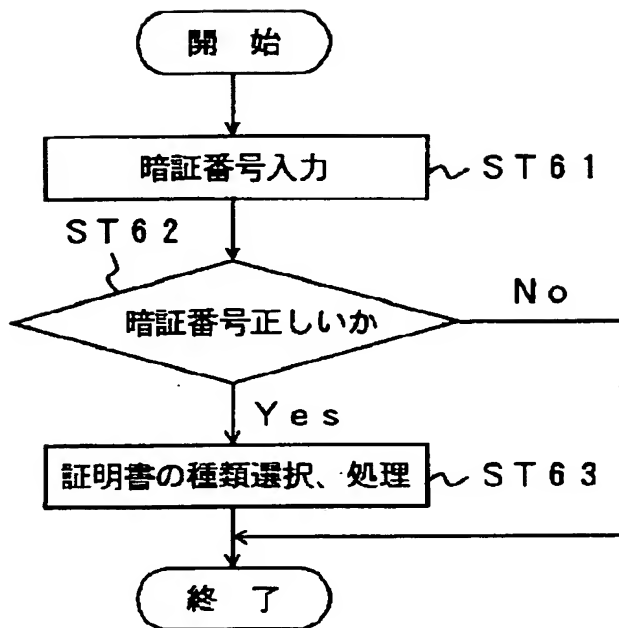 開 始
暗証番号入力
ST61
ST62
暗証番号正しいか
No
Yes
証明書の種類選択、処理
ST63
終 了